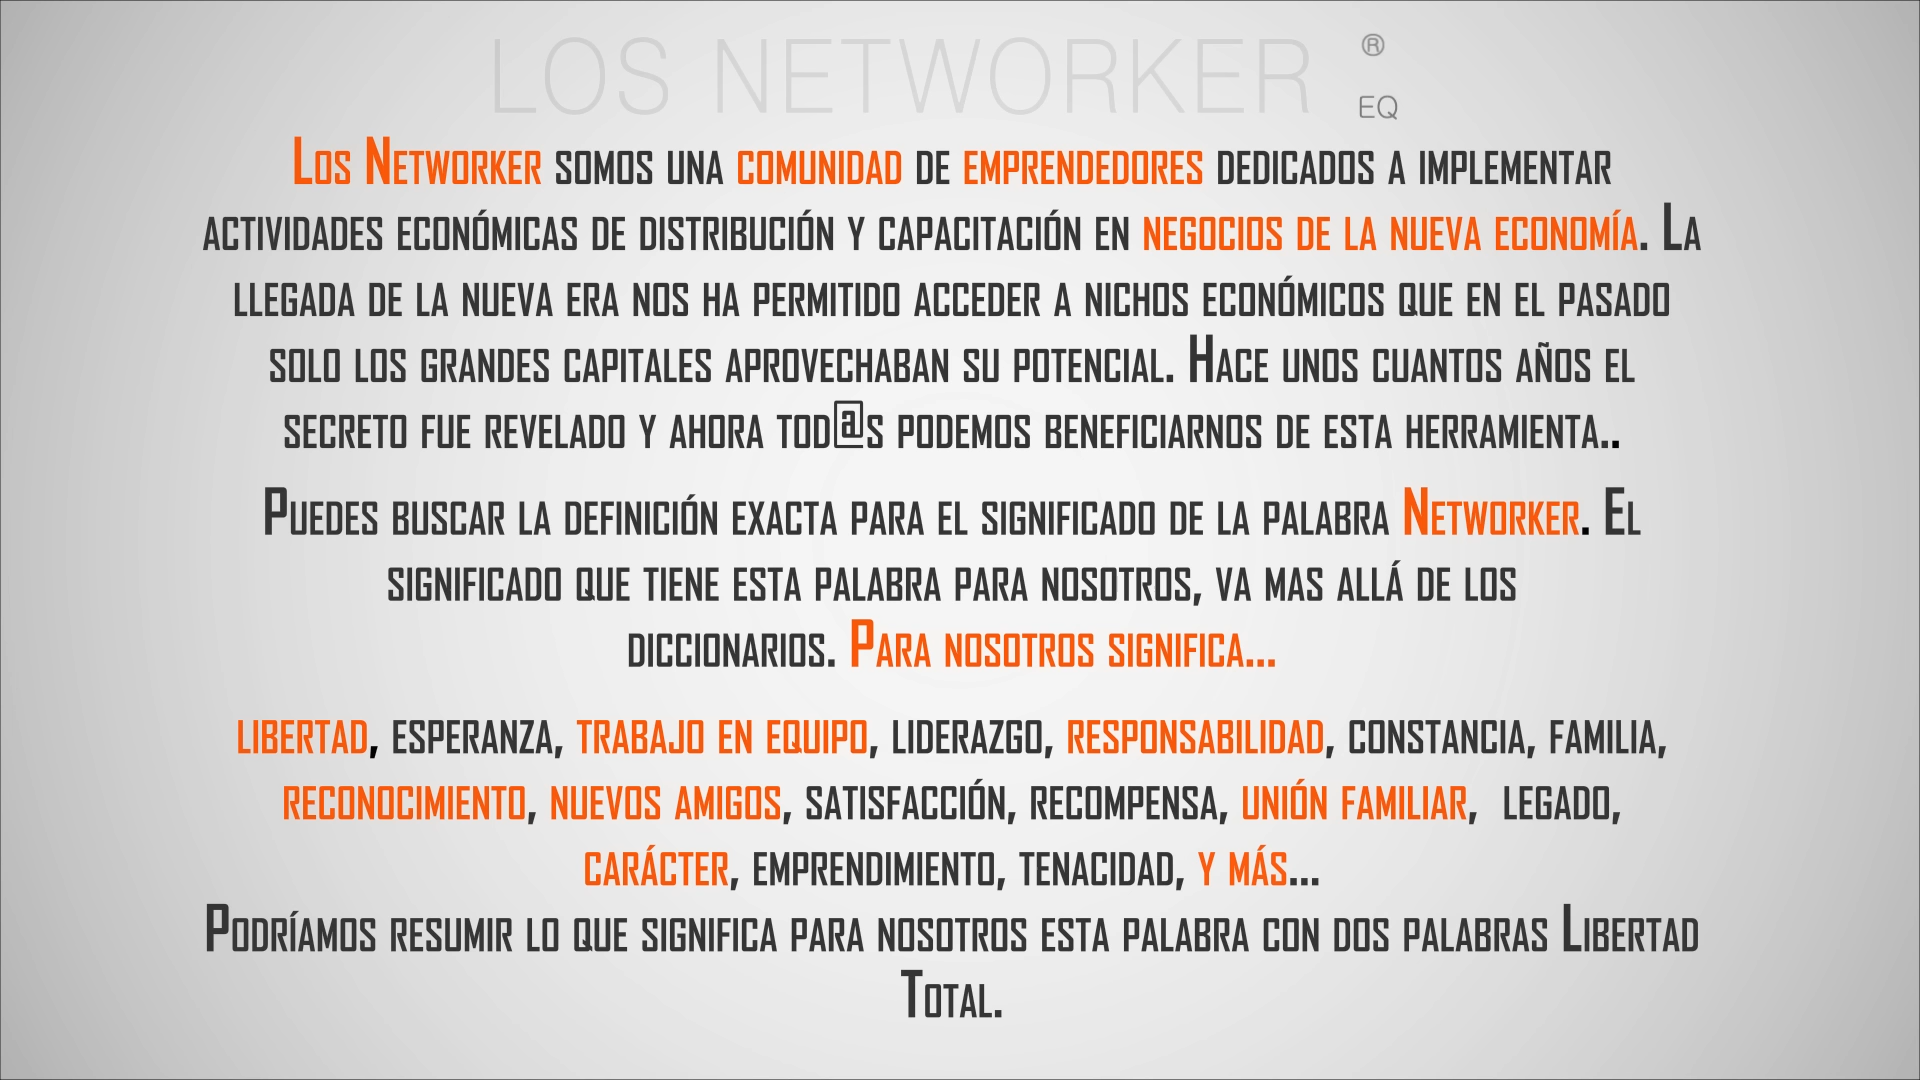 LOS NETWORKER ®
EQ
Los Networker somos una comunidad de emprendedores dedicados a implementar
actividades económicas de distribución y capacitación en negocios de la nueva economía. La
llegada de la nueva era nos ha permitido acceder a nichos económicos que en el pasado
solo los grandes capitales aprovechaban su potencial. Hace unos cuantos años el
secreto fue revelado y ahora tod@s podemos beneficiarnos de esta herramienta..
Puedes buscar la definición exacta para el significado de la palabra Networker. El
significado que tiene esta palabra para nosotros, va mas allá de los
diccionarios. Para nosotros significa...
libertad, esperanza, trabajo en equipo, liderazgo, responsabilidad, constancia, familia,
reconocimiento, nuevos amigos, satisfacción, recompensa, unión familiar, legado,
carácter, emprendimiento, tenacidad, y más...
Podríamos resumir lo que significa para nosotros esta palabra con dos palabras Libertad
Total.